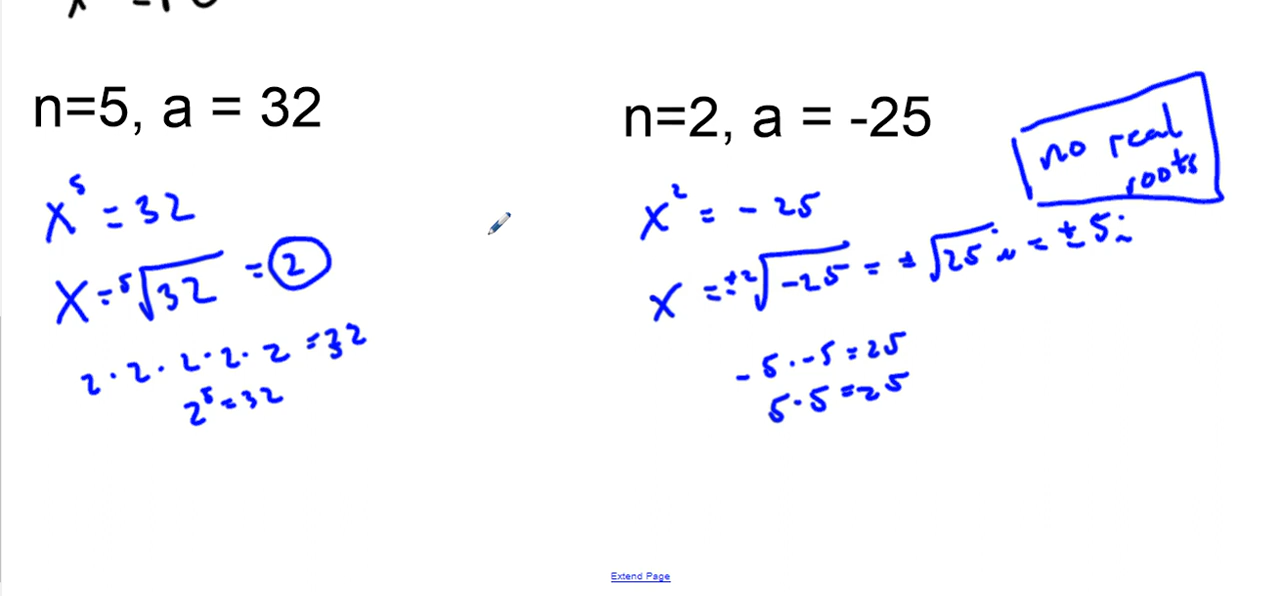 n=5, a = 32
x⁵ = 32
x = ⁵√32 = 2
2 · 2 · 2 · 2 · 2 = 32
2⁵ = 32
n=2, a = -25
no real
roots
x² = - 25
x = ±²√-25 = ±√25 i = ± 5i
-5 · -5 = 25
5 · 5 = 25
Extend Page